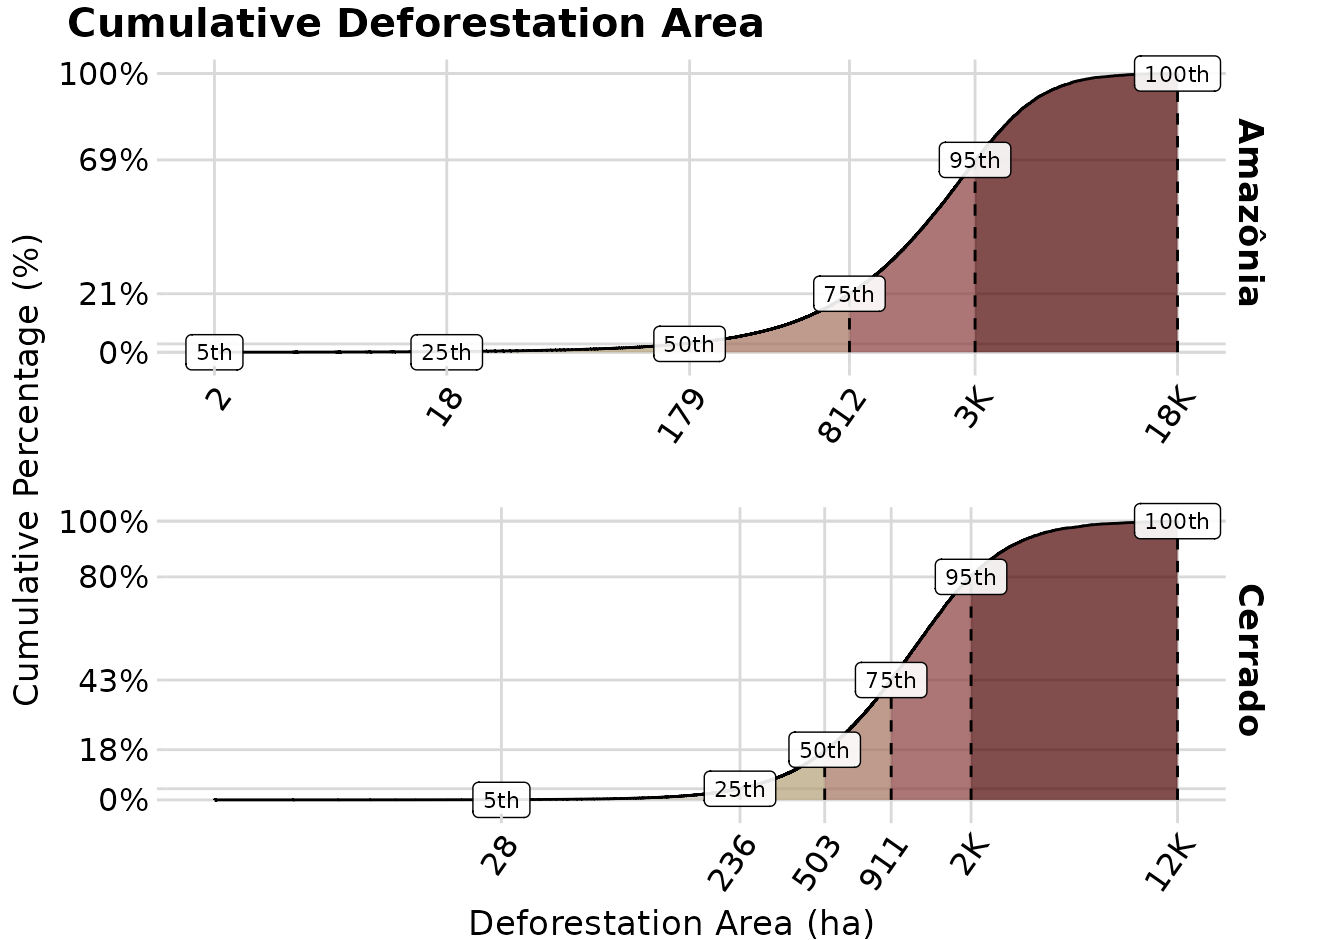 Cumulative Deforestation Area
Cumulative Percentage (%)
100%
69%
21%
0%
5th
25th
50th
75th
95th
100th
2
18
179
812
3K
18K
Amazônia
100%
80%
43%
18%
0%
5th
25th
50th
75th
95th
100th
28
236
503
911
2K
12K
Cerrado
Deforestation Area (ha)